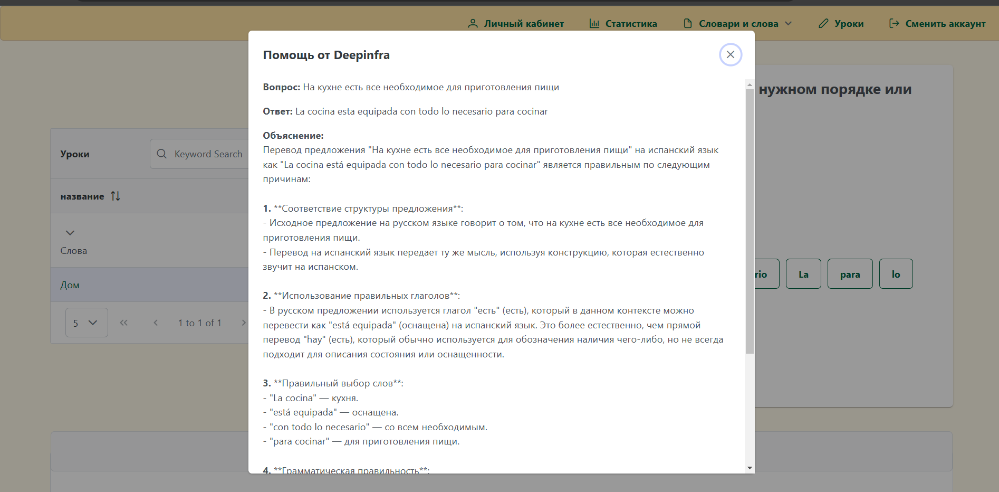 Личный кабинет
Статистика
Словари и слова
Уроки
Сменить аккаунт
Помощь от Deepinfra
Вопрос: На кухне есть все необходимое для приготовления пищи
Ответ: La cocina esta equipada con todo lo necesario para cocinar
Объяснение:
Перевод предложения "На кухне есть все необходимое для приготовления пищи" на испанский язык
как "La cocina está equipada con todo lo necesario para cocinar" является правильным по следующим
причинам:
1. **Соответствие структуры предложения**:
- Исходное предложение на русском языке говорит о том, что на кухне есть все необходимое для
приготовления пищи.
- Перевод на испанский язык передает ту же мысль, используя конструкцию, которая естественно
звучит на испанском.
2. **Использование правильных глаголов**:
- В русском предложении используется глагол "есть" (есть), который в данном контексте можно
перевести как "está equipada" (оснащена) на испанский язык. Это более естественно, чем прямой
перевод "hay" (есть), который обычно используется для обозначения наличия чего-либо, но не всегда
подходит для описания состояния или оснащенности.
3. **Правильный выбор слов**:
- "La cocina" — кухня.
- "está equipada" — оснащена.
- "con todo lo necesario" — со всем необходимым.
- "para cocinar" — для приготовления пищи.
4. **Грамматическая правильность**:
нужном порядке или
Уроки
Keyword Search
название
Слова
Дом
5
1 to 1 of 1
rio
La
para
lo